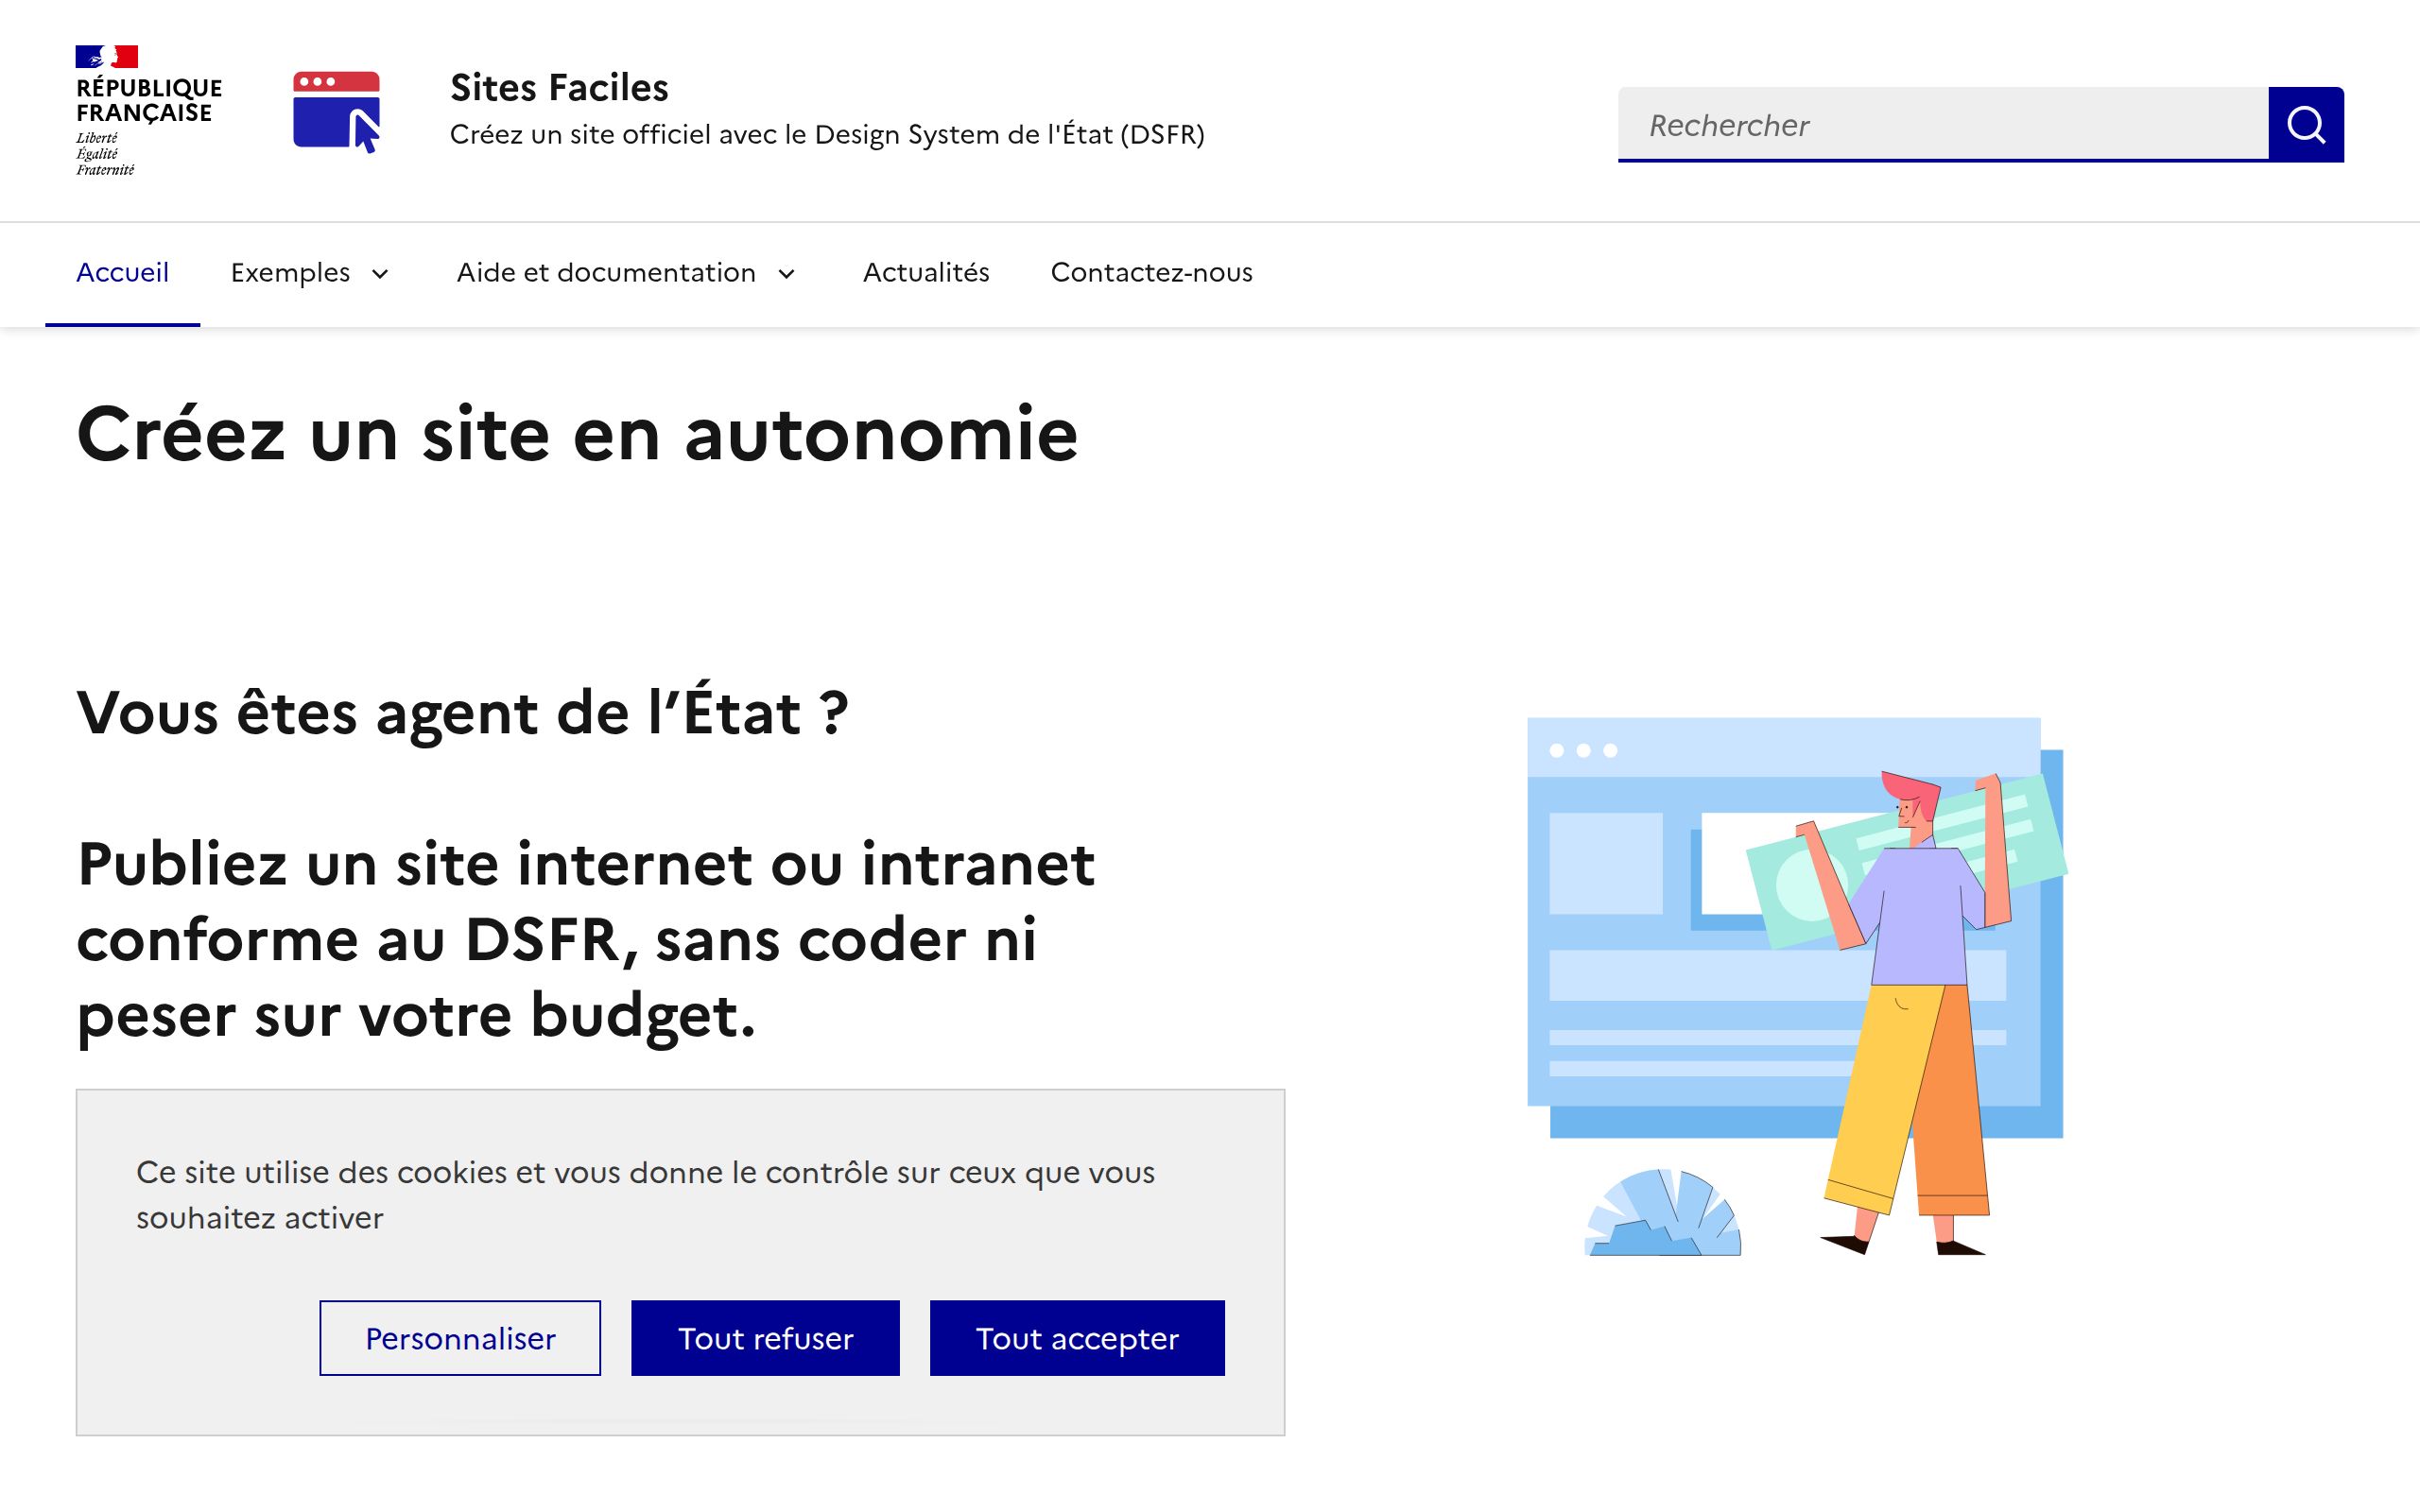 RÉPUBLIQUE
FRANÇAISE
Liberté
Égalité
Fraternité
Sites Faciles
Créez un site officiel avec le Design System de l'État (DSFR)
Rechercher
Accueil Exemples Aide et documentation Actualités Contactez-nous
Créez un site en autonomie
Vous êtes agent de l’État ?
Publiez un site internet ou intranet
conforme au DSFR, sans coder ni
peser sur votre budget.
Ce site utilise des cookies et vous donne le contrôle sur ceux que vous
souhaitez activer
Personnaliser Tout refuser Tout accepter